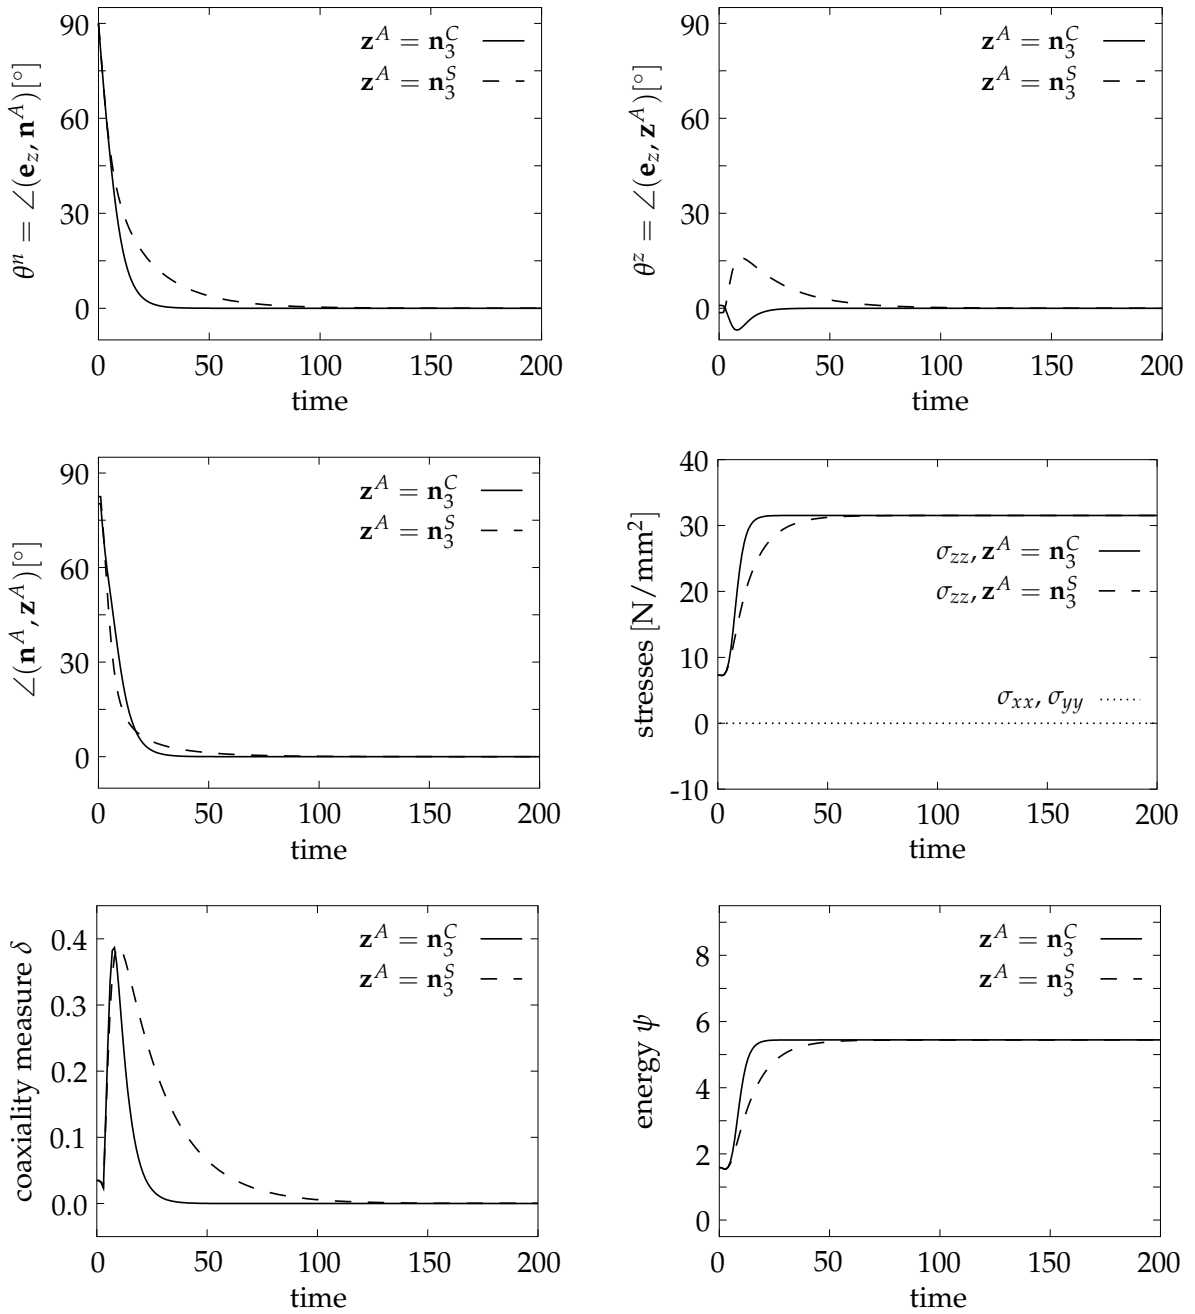 90
60
30
0
θⁿ = ∠(e_z, n^A)[°]
z^A = n_3^C
z^A = n_3^S
0 50 100 150 200
time
90
60
30
0
θ^z = ∠(e_z, z^A)[°]
z^A = n_3^C
z^A = n_3^S
0 50 100 150 200
time
90
60
30
0
∠(n^A, z^A)[°]
z^A = n_3^C
z^A = n_3^S
0 50 100 150 200
time
40
30
20
10
0
-10
stresses [N/mm²]
σ_zz, z^A = n_3^C
σ_zz, z^A = n_3^S
σ_xx, σ_yy
0 50 100 150 200
time
0.4
0.3
0.2
0.1
0.0
coaxiality measure δ
z^A = n_3^C
z^A = n_3^S
0 50 100 150 200
time
8
6
4
2
0
energy ψ
z^A = n_3^C
z^A = n_3^S
0 50 100 150 200
time